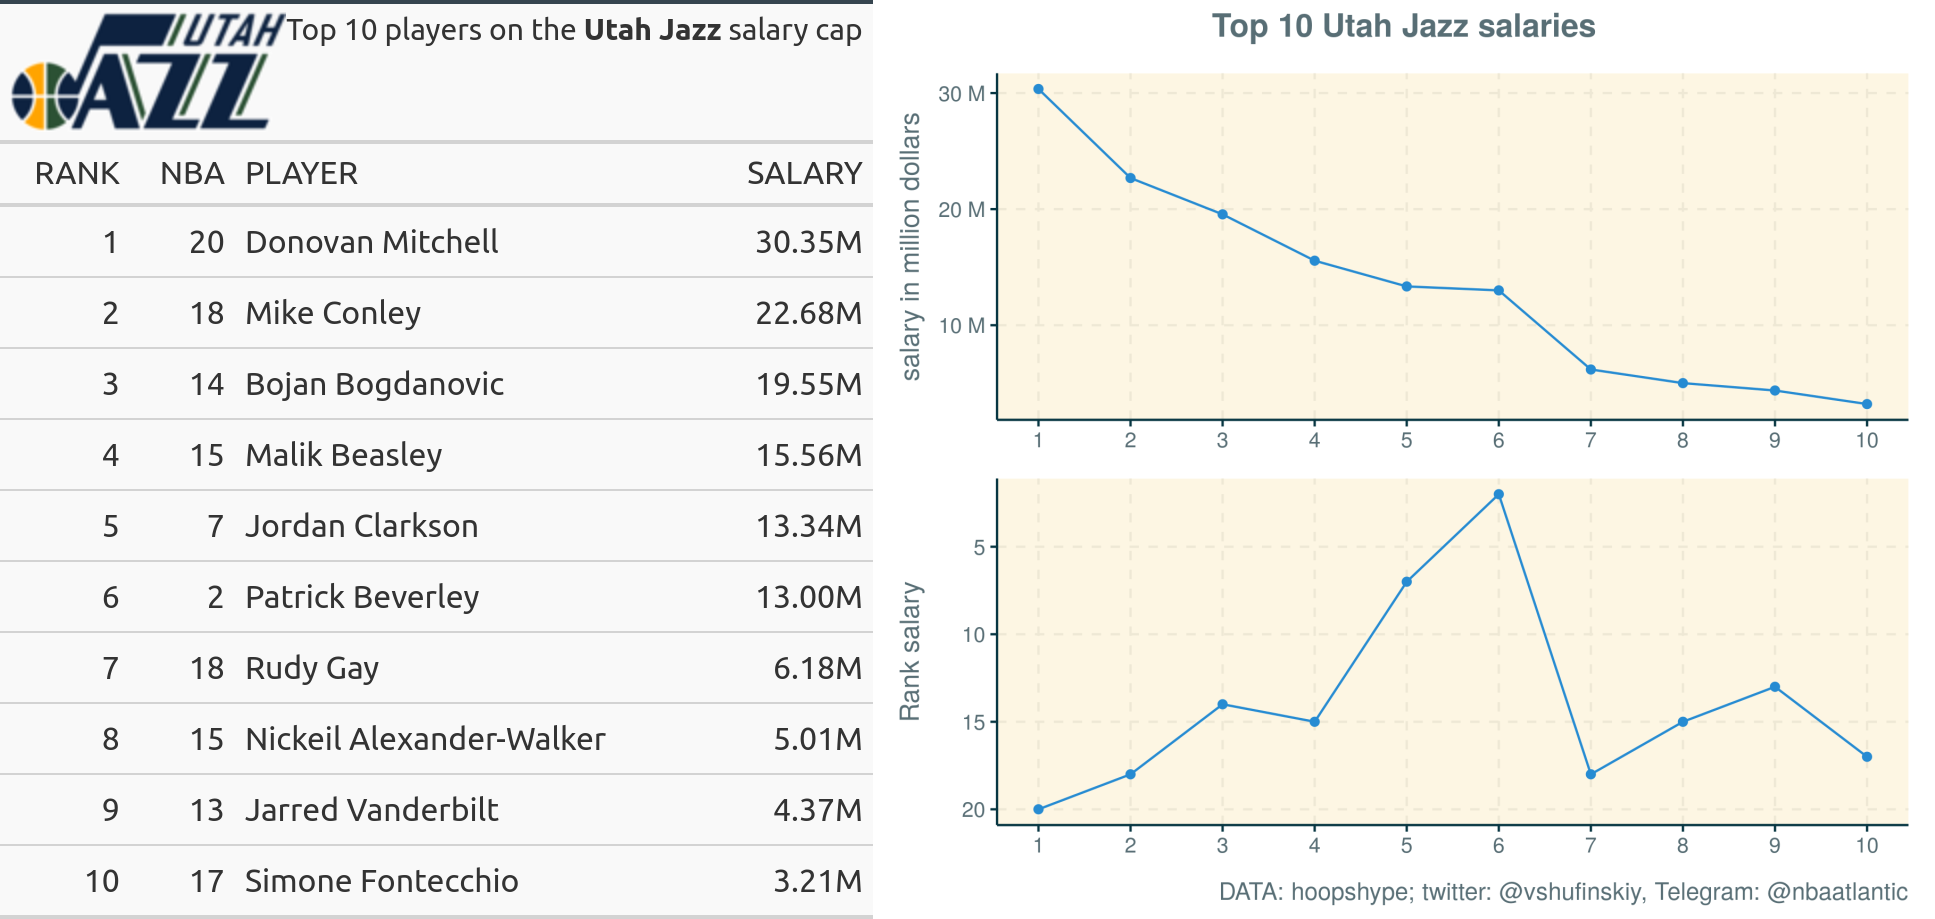 UTAH
JAZZ
Top 10 players on the Utah Jazz salary cap
RANK NBA PLAYER SALARY
1 20 Donovan Mitchell 30.35M
2 18 Mike Conley 22.68M
3 14 Bojan Bogdanovic 19.55M
4 15 Malik Beasley 15.56M
5 7 Jordan Clarkson 13.34M
6 2 Patrick Beverley 13.00M
7 18 Rudy Gay 6.18M
8 15 Nickeil Alexander-Walker 5.01M
9 13 Jarred Vanderbilt 4.37M
10 17 Simone Fontecchio 3.21M
Top 10 Utah Jazz salaries
salary in million dollars
30 M
20 M
10 M
1 2 3 4 5 6 7 8 9 10
Rank salary
5
10
15
20
1 2 3 4 5 6 7 8 9 10
DATA: hoopshype; twitter: @vshufinskiy, Telegram: @nbaatlantic